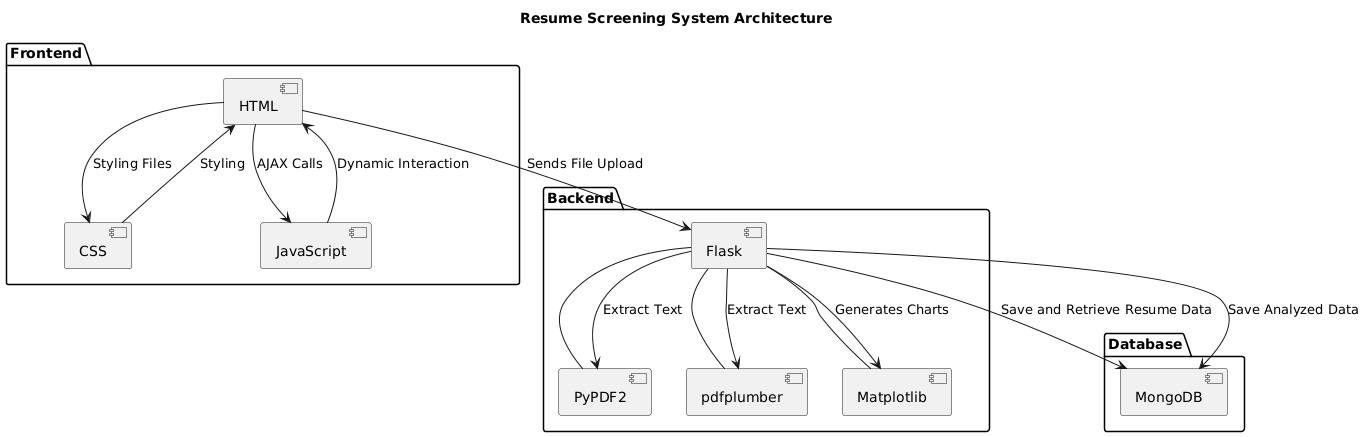 Resume Screening System Architecture
Frontend
HTML
Styling Files
Styling
AJAX Calls
Dynamic Interaction
Sends File Upload
CSS
JavaScript
Backend
Flask
Extract Text
Extract Text
Generates Charts
Save and Retrieve Resume Data
Save Analyzed Data
PyPDF2
pdfplumber
Matplotlib
Database
MongoDB